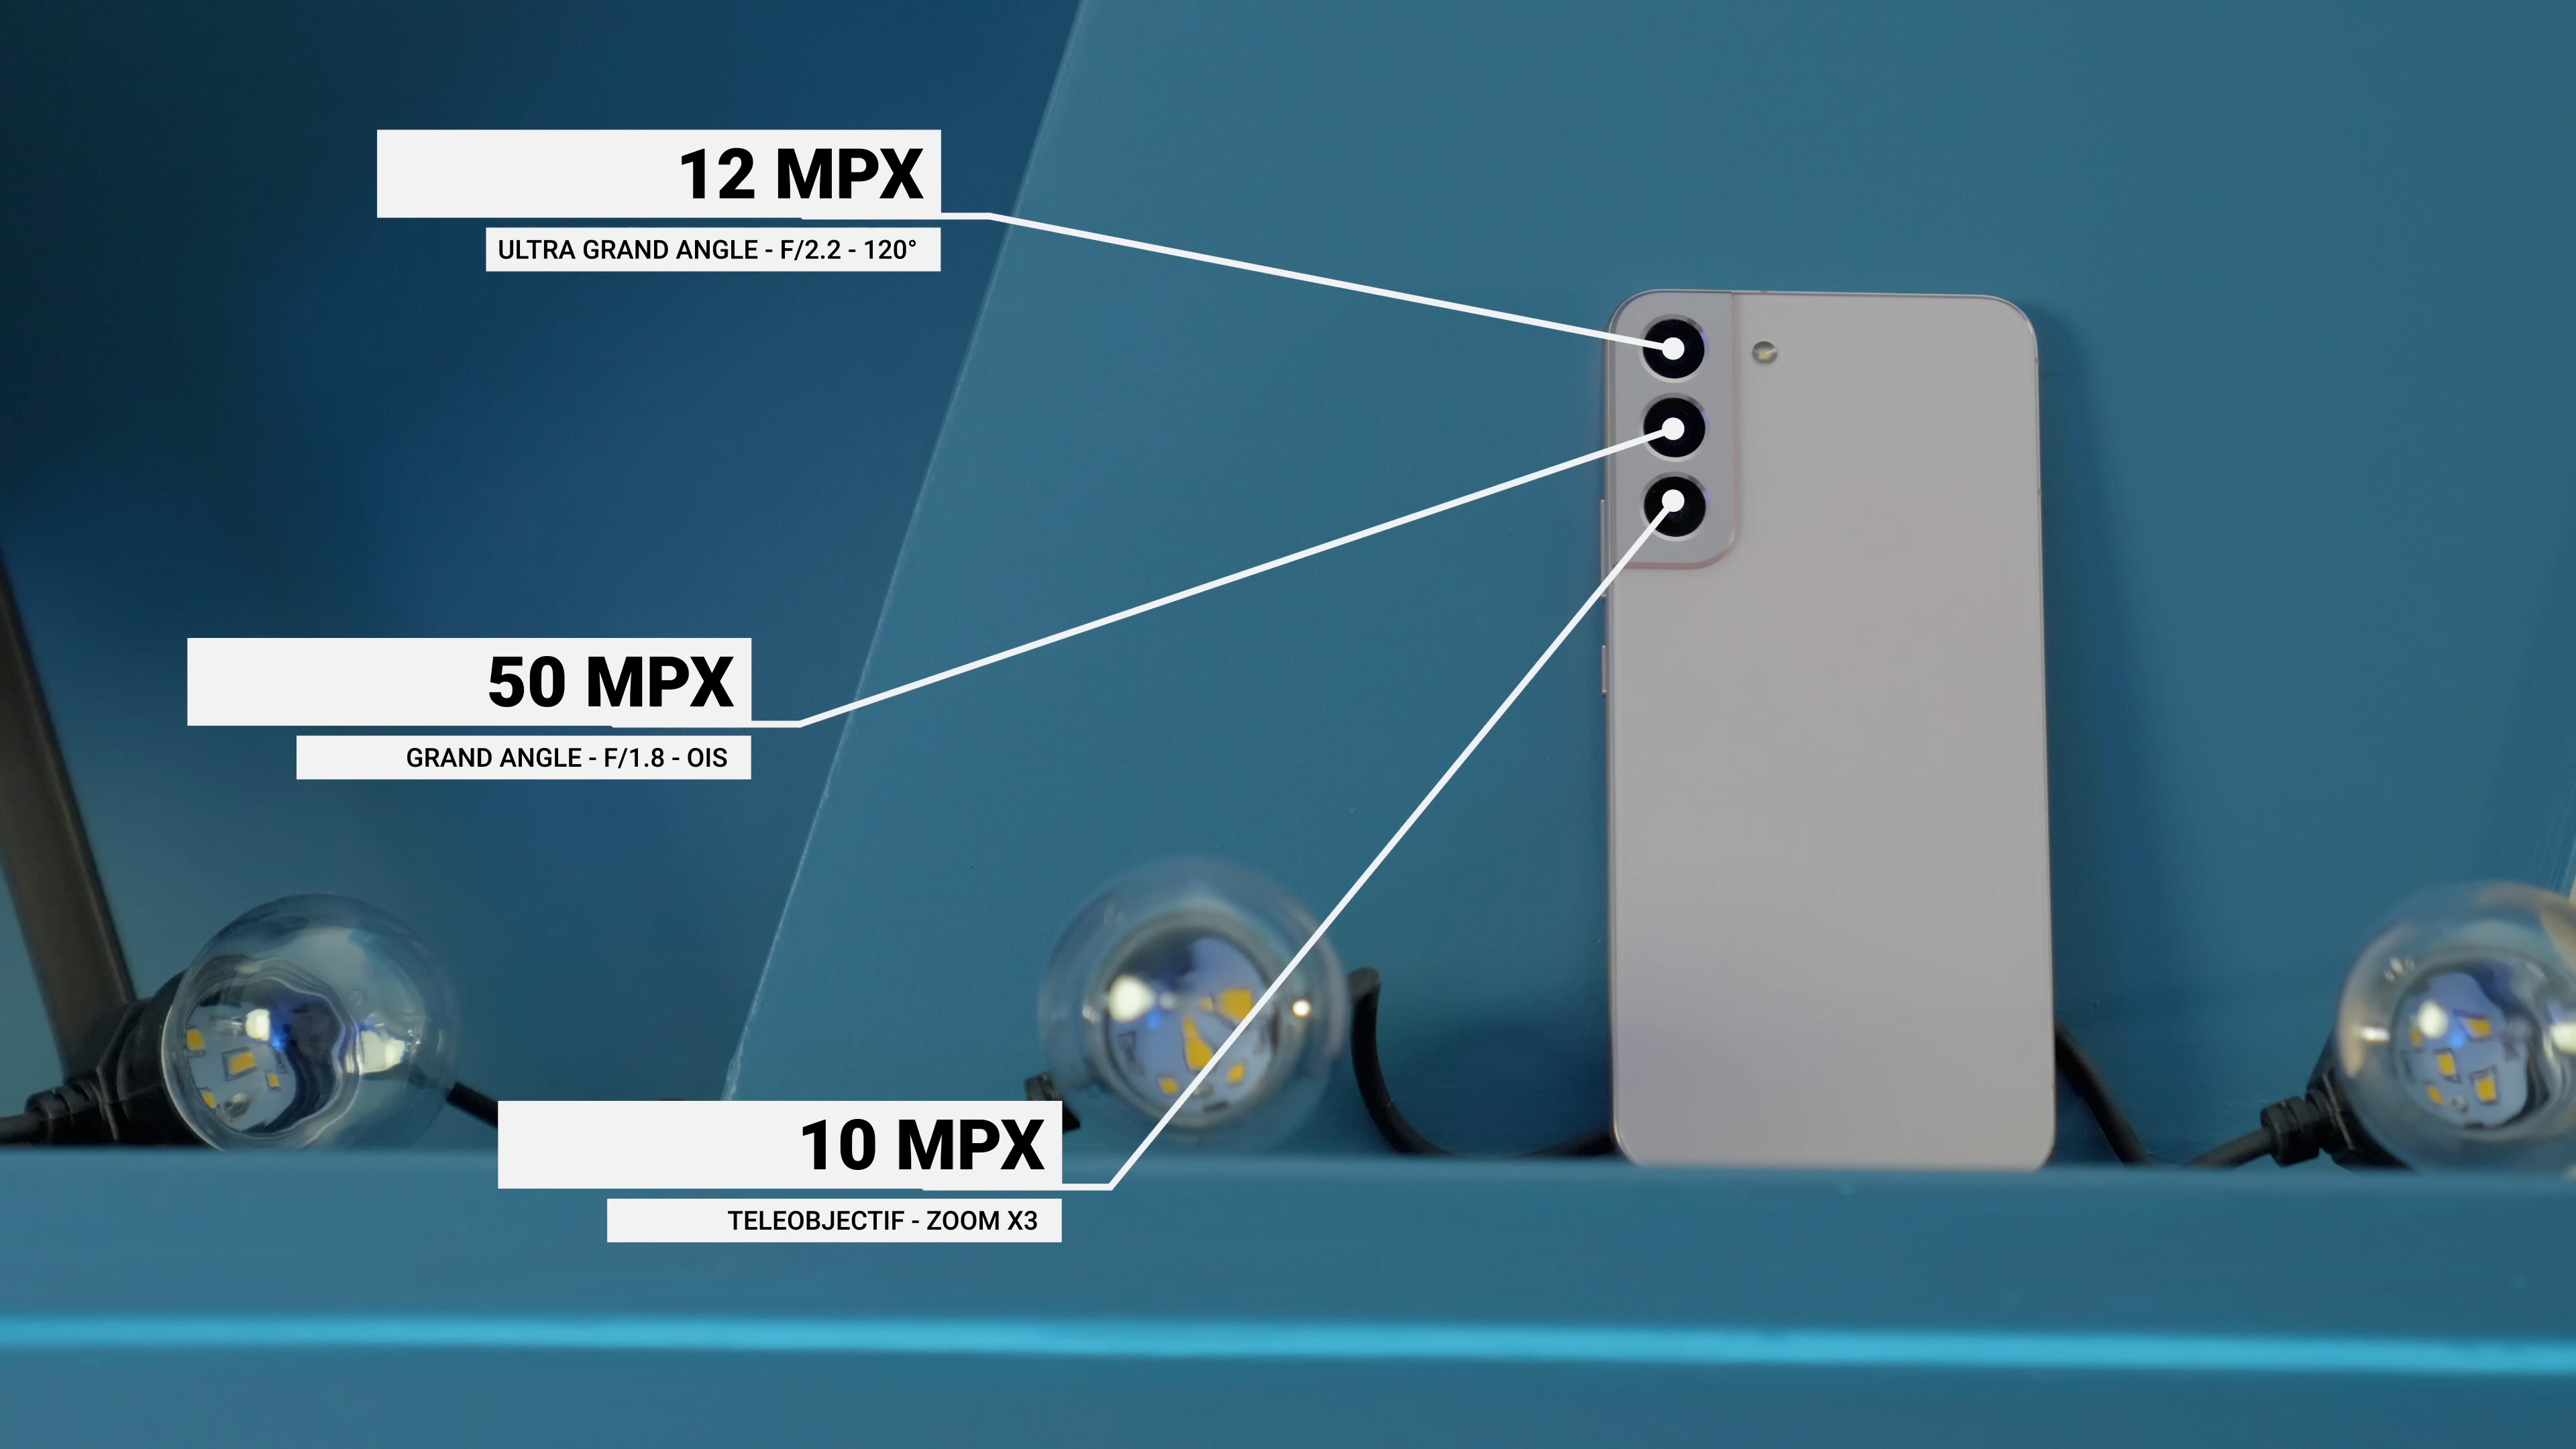 12 MPX
ULTRA GRAND ANGLE - F/2.2 - 120°
50 MPX
GRAND ANGLE - F/1.8 - OIS
10 MPX
TELEOBJECTIF - ZOOM X3